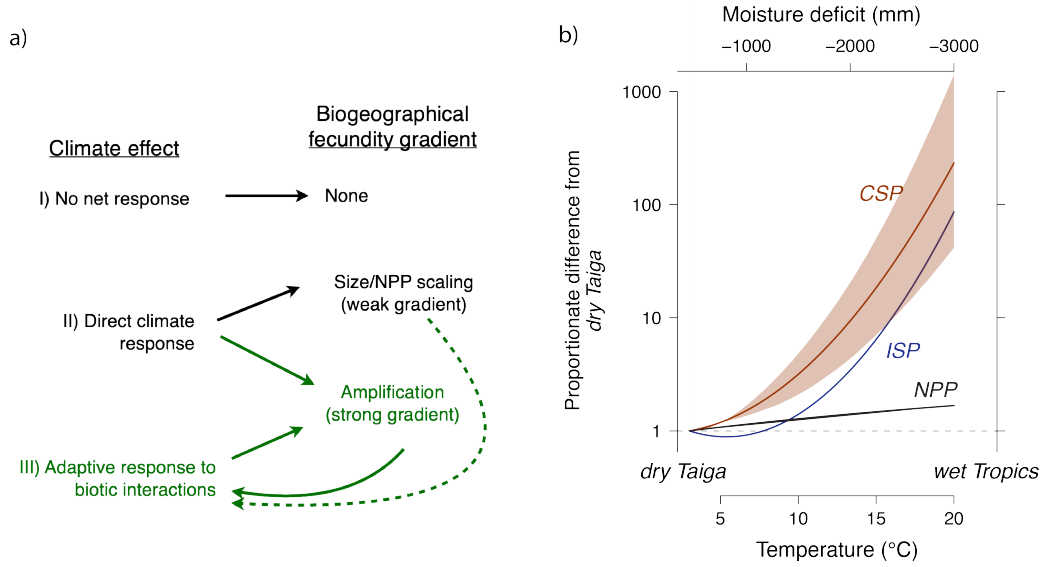 a)
Climate effect
Biogeographical
fecundity gradient
I) No net response
None
II) Direct climate
response
Size/NPP scaling
(weak gradient)
Amplification
(strong gradient)
III) Adaptive response to
biotic interactions
b)
Moisture deficit (mm)
−1000
−2000
−3000
Proportionate difference from
dry Taiga
1000
100
10
1
CSP
ISP
NPP
dry Taiga
wet Tropics
5
10
15
20
Temperature (°C)